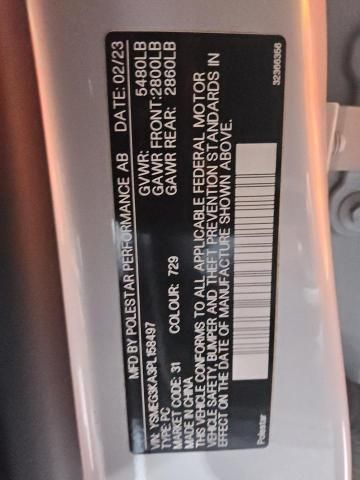 MFD BY POLESTAR PERFORMANCE AB DATE: 02/23
GVWR: 5480LB
GAWR FRONT: 2800LB
GAWR REAR: 2860LB
VIN: YSMEG3KA3PL158497
TYPE: PC
MARKET CODE: 31 COLOUR: 729
MADE IN CHINA
THIS VEHICLE CONFORMS TO ALL APPLICABLE FEDERAL MOTOR
VEHICLE SAFETY, BUMPER AND THEFT PREVENTION STANDARDS IN
EFFECT ON THE DATE OF MANUFACTURE SHOWN ABOVE.
Polestar
32366356